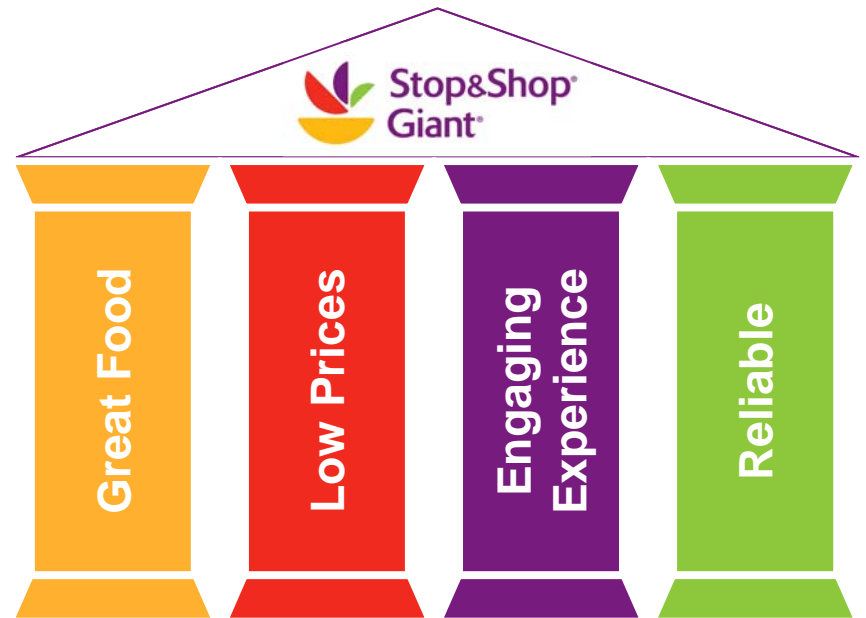 Stop&Shop®
Giant®
Great Food
Low Prices
Engaging
Experience
Reliable